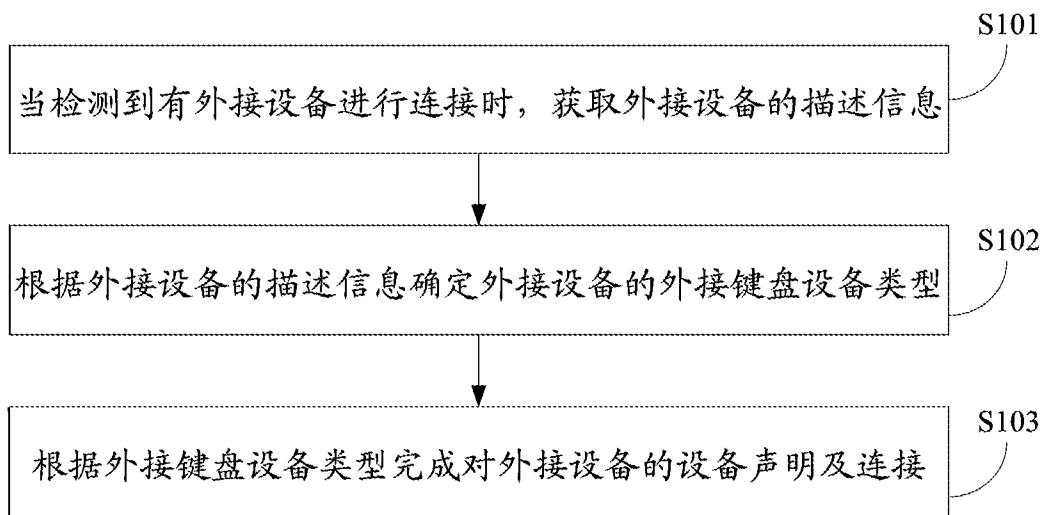 S101
当检测到有外接设备进行连接时，获取外接设备的描述信息
S102
根据外接设备的描述信息确定外接设备的外接键盘设备类型
S103
根据外接键盘设备类型完成对外接设备的设备声明及连接